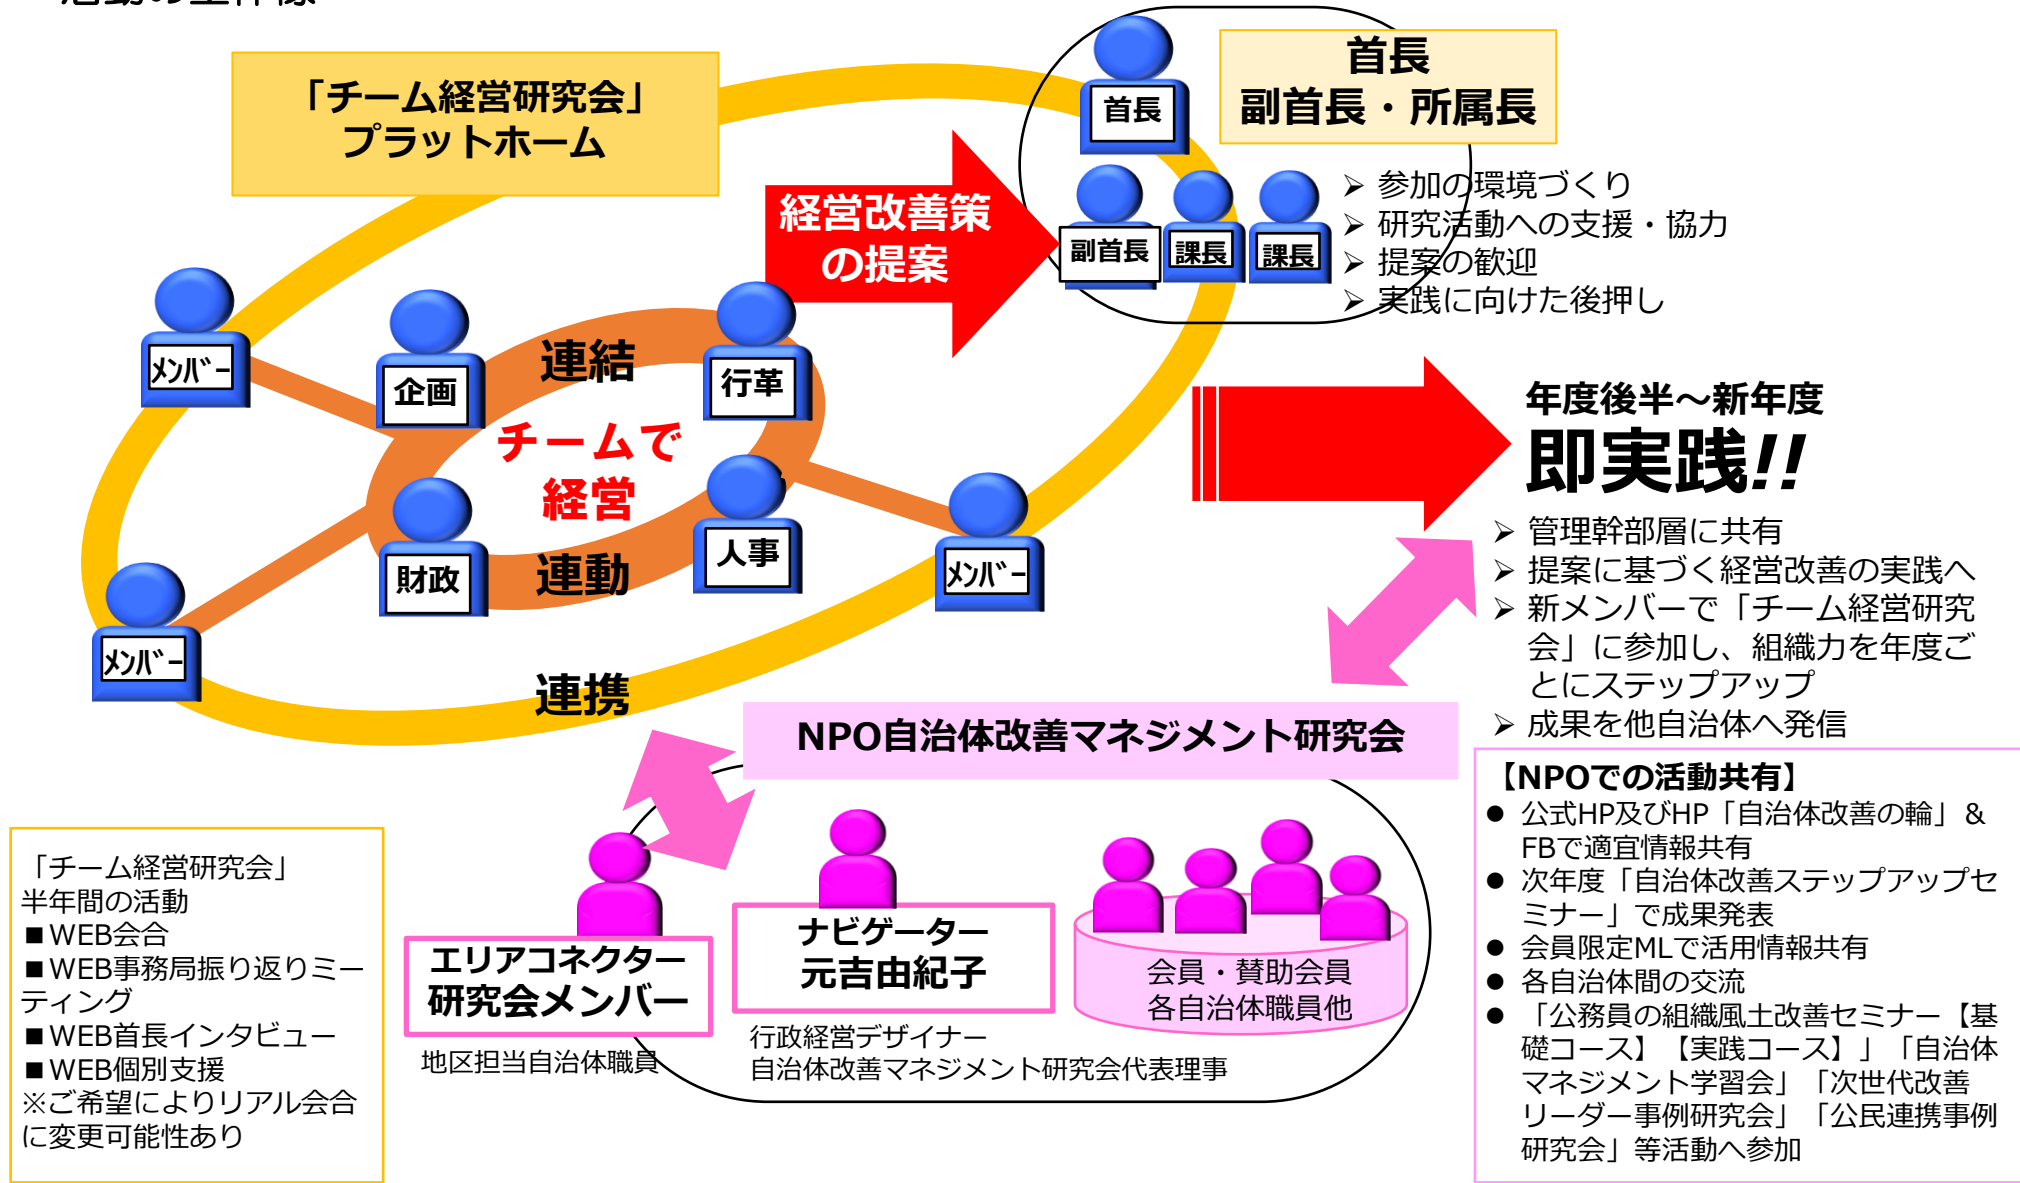 活動の全体像
「チーム経営研究会」
プラットホーム
首長
副首長・所属長
首長
副首長
課長
課長
➢ 参加の環境づくり
➢ 研究活動への支援・協力
➢ 提案の歓迎
➢ 実践に向けた後押し
経営改善策
の提案
メンバー
企画
連結
行革
チームで
経営
財政
連動
人事
メンバー
メンバー
連携
年度後半～新年度
即実践!!
➢ 管理幹部層に共有
➢ 提案に基づく経営改善の実践へ
➢ 新メンバーで「チーム経営研究
会」に参加し、組織力を年度ご
とにステップアップ
➢ 成果を他自治体へ発信
NPO自治体改善マネジメント研究会
エリアコネクター
研究会メンバー
地区担当自治体職員
ナビゲーター
元吉由紀子
行政経営デザイナー
自治体改善マネジメント研究会代表理事
会員・賛助会員
各自治体職員他
「チーム経営研究会」
半年間の活動
■WEB会合
■WEB事務局振り返りミー
ティング
■WEB首長インタビュー
■WEB個別支援
※ご希望によりリアル会合
に変更可能性あり
【NPOでの活動共有】
● 公式HP及びHP「自治体改善の輪」&
FBで適宜情報共有
● 次年度「自治体改善ステップアップセ
ミナー」で成果発表
● 会員限定MLで活用情報共有
● 各自治体間の交流
● 「公務員の組織風土改善セミナー【基
礎コース】【実践コース】」「自治体
マネジメント学習会」「次世代改善
リーダー事例研究会」「公民連携事例
研究会」等活動へ参加